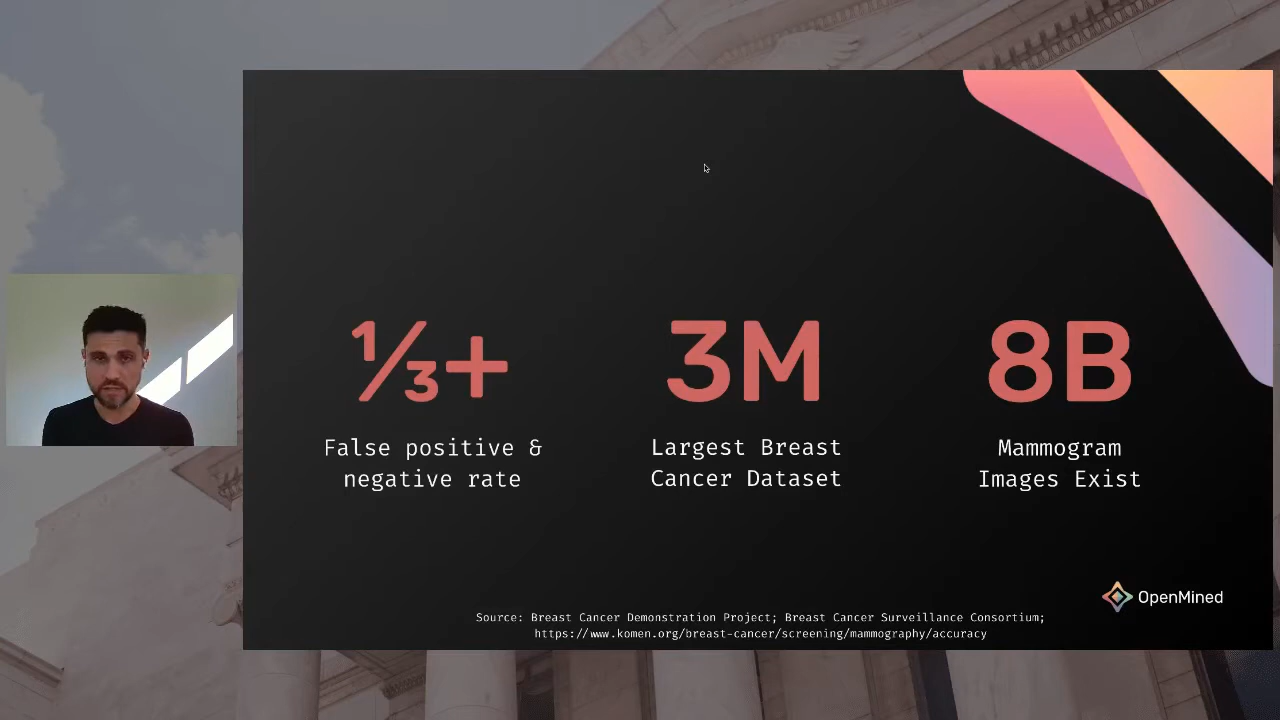 ⅓+
False positive &
negative rate
3M
Largest Breast
Cancer Dataset
8B
Mammogram
Images Exist
OpenMined
Source: Breast Cancer Demonstration Project; Breast Cancer Surveillance Consortium;
https://www.komen.org/breast-cancer/screening/mammography/accuracy